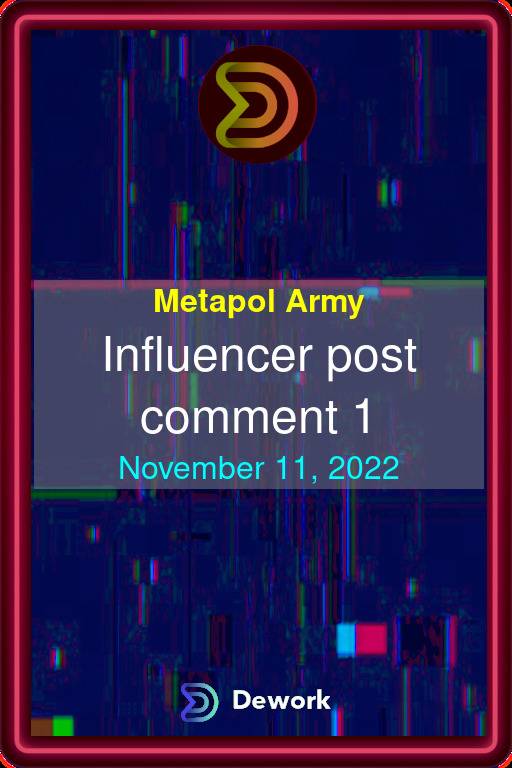 Metapol Army
Influencer post
comment 1
November 11, 2022
Dework